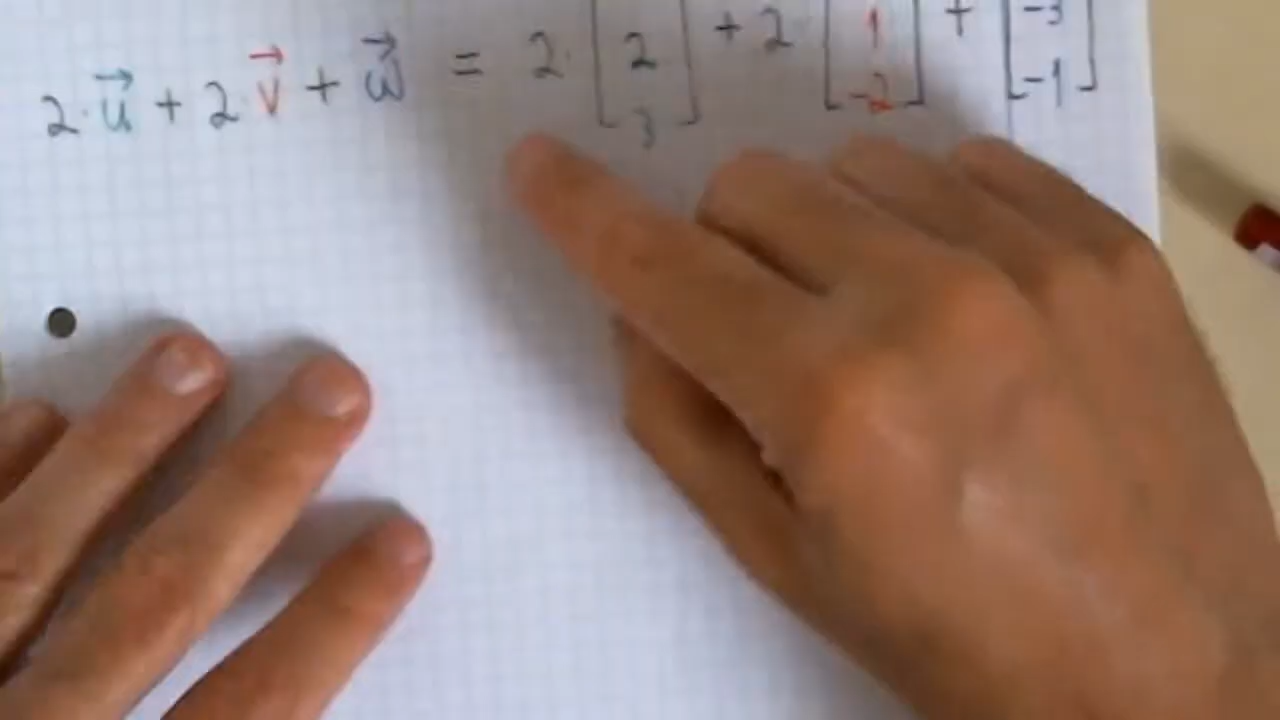 2·u⃗ + 2·v⃗ + w⃗ = 2·[2 3] + 2·[1 -2] + [-3 -1]